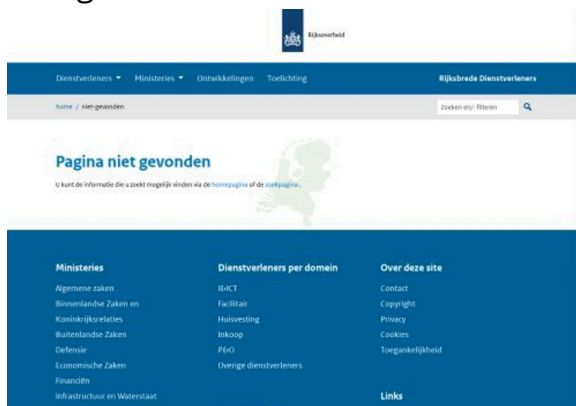 Rijksoverheid
Dienstverleners Ministeries Ontwikkelingen Toelichting Rijksbrede Dienstverleners
home / niet-gevonden Zoeken en/- filteren
Pagina niet gevonden
U kunt de informatie die u zoekt mogelijk vinden via de homepagina of de zoekpagina.
Ministeries Dienstverleners per domein Over deze site
Algemene zaken I&ICT Contact
Binnenlandse Zaken en Facilitair Copyright
Koninkrijksrelaties Huisvesting Privacy
Buitenlandse Zaken Inkoop Cookies
Defensie P&O Toegankelijkheid
Economische Zaken Overige dienstverleners
Financiën
Infrastructuur en Waterstaat Links